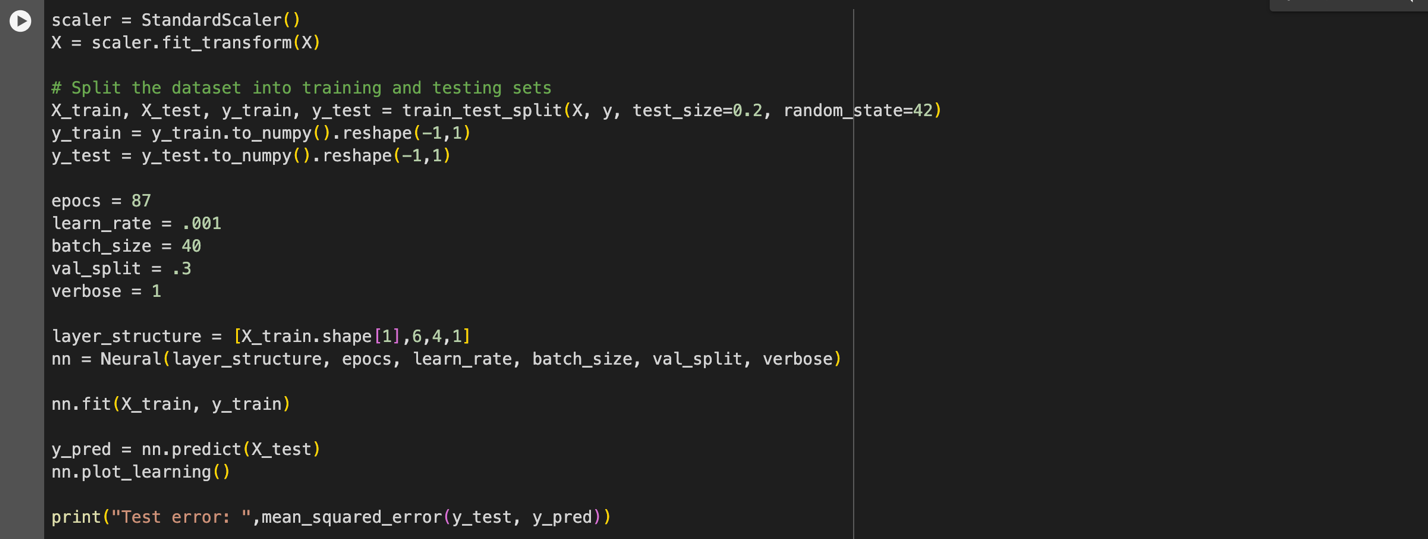 scaler = StandardScaler()
X = scaler.fit_transform(X)
# Split the dataset into training and testing sets
X_train, X_test, y_train, y_test = train_test_split(X, y, test_size=0.2, random_state=42)
y_train = y_train.to_numpy().reshape(-1,1)
y_test = y_test.to_numpy().reshape(-1,1)
epocs = 87
learn_rate = .001
batch_size = 40
val_split = .3
verbose = 1
layer_structure = [X_train.shape[1],6,4,1]
nn = Neural(layer_structure, epocs, learn_rate, batch_size, val_split, verbose)
nn.fit(X_train, y_train)
y_pred = nn.predict(X_test)
nn.plot_learning()
print("Test error: ",mean_squared_error(y_test, y_pred))